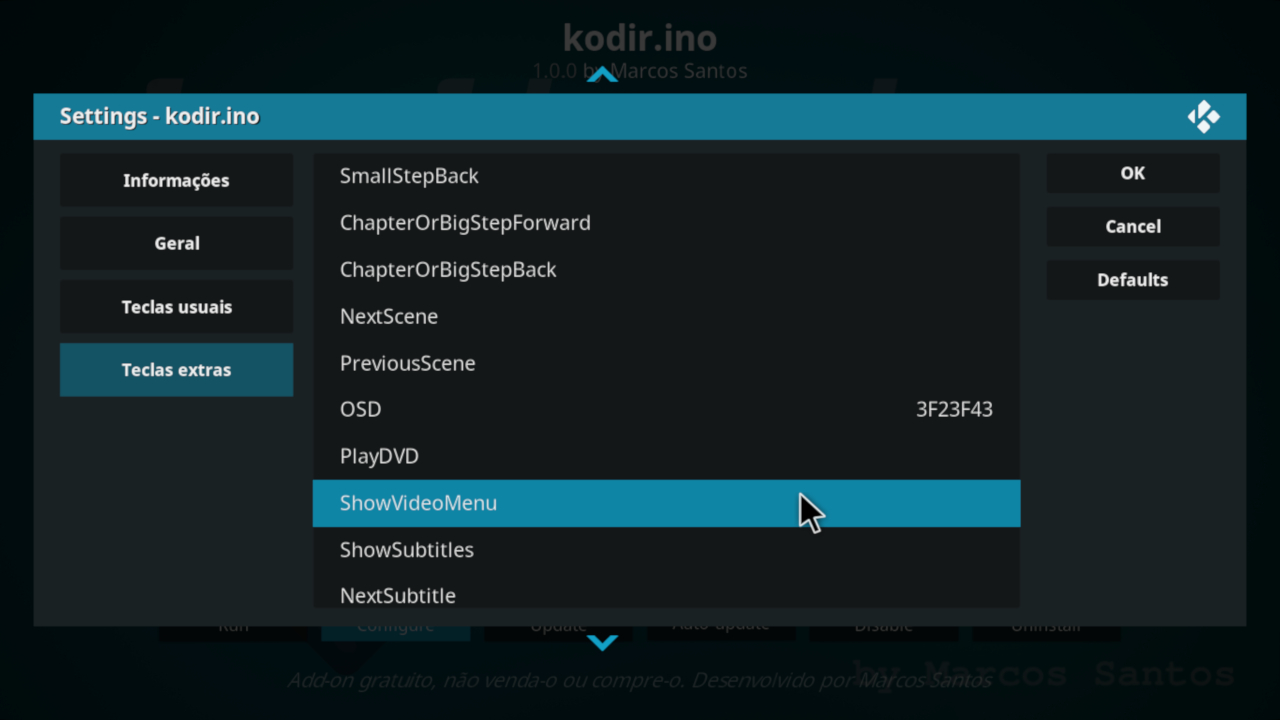 kodir.ino
1.0.0 by Marcos Santos
Settings - kodir.ino
Informações
Geral
Teclas usuais
Teclas extras
SmallStepBack
ChapterOrBigStepForward
ChapterOrBigStepBack
NextScene
PreviousScene
OSD 3F23F43
PlayDVD
ShowVideoMenu
ShowSubtitles
NextSubtitle
OK
Cancel
Defaults
Run Configure Update Auto-update Disable Uninstall
by Marcos Santos
Add-on gratuito, não venda-o ou compre-o. Desenvolvido por Marcos Santos